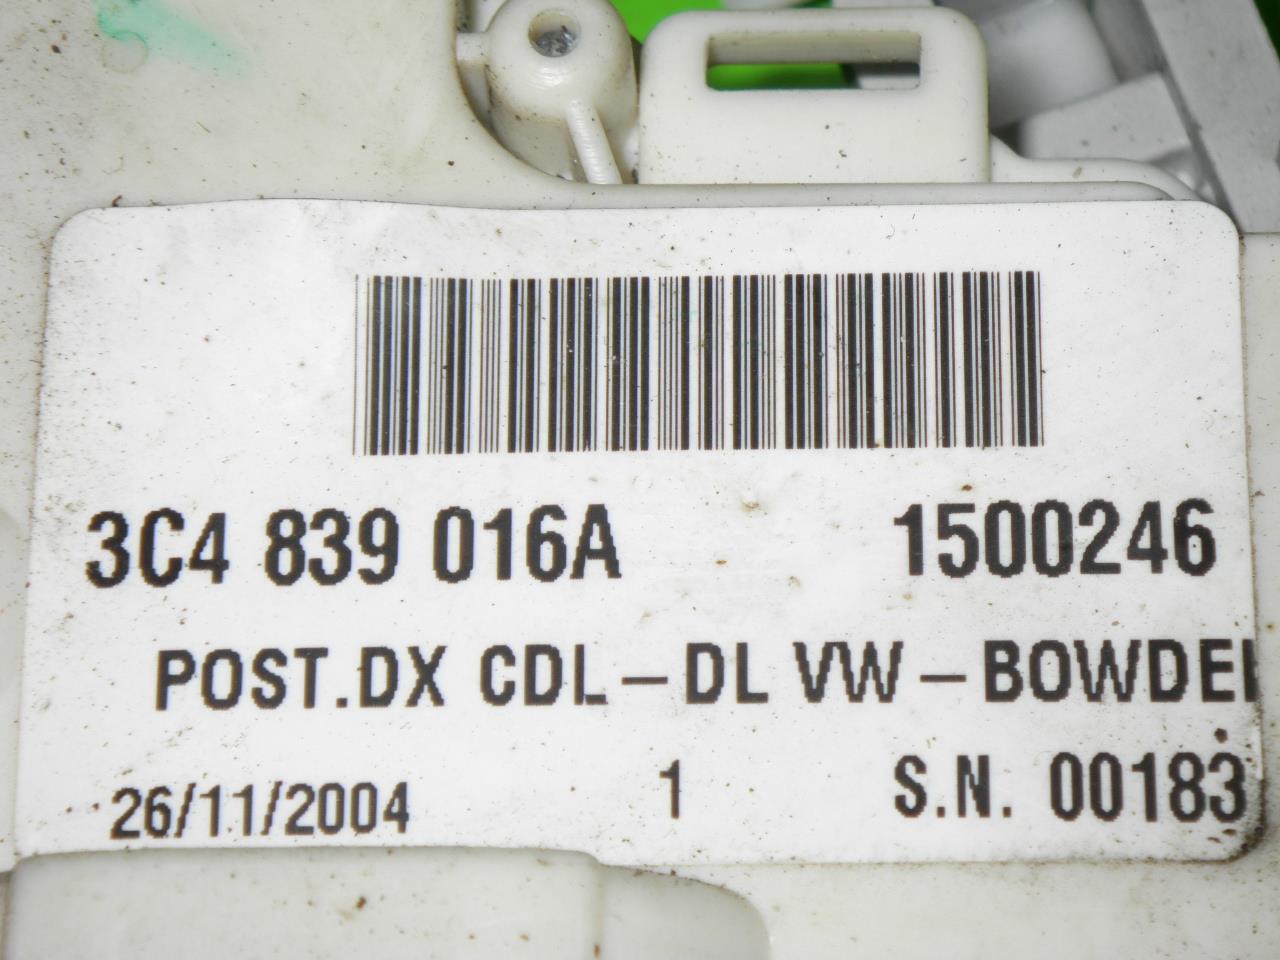 3C4 839 016A 1500246
POST.DX CDL-DL VW-BOWDE
26/11/2004 1 S.N. 00183